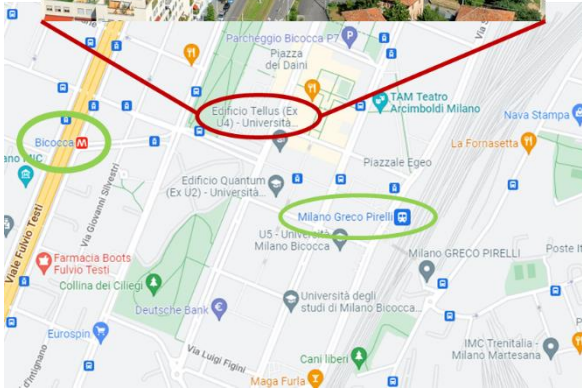 Parcheggio Bicocca P7
Piazza
dei Daini
TAM Teatro
Arcimboldi Milano
Edificio Tellus (Ex
U4) - Università...
Nava Stampa
Bicocca
M
La Fornasetta
Piazzale Egeo
Edificio Quantum
(Ex U2) - Università...
Via Giovanni Silvestri
Milano Greco Pirelli
U5 - Università
Milano Bicocca
Viale Fulvio Testi
Farmacia Boots
Fulvio Testi
Milano GRECO PIRELLI
Poste It
Collina dei Ciliegi
Deutsche Bank
Università degli
studi di Milano Bicocca...
Eurospin
Via Luigi Figini
Cani liberi
IMC Trenitalia -
Milano Martesana
d'Intignano
Maga Furla